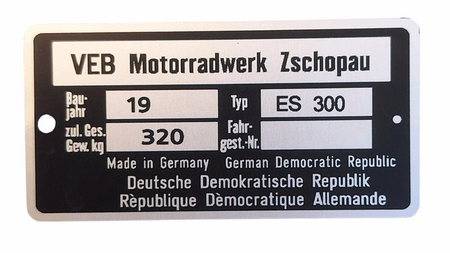 VEB Motorradwerk Zschopau
Bau-
jahr 19 Typ ES 300
zul. Ges.
Gew. kg 320 Fahr-
gest.-Nr.
Made in Germany German Democratic Republic
Deutsche Demokratische Republik
Rèpublique Dèmocratique Allemande